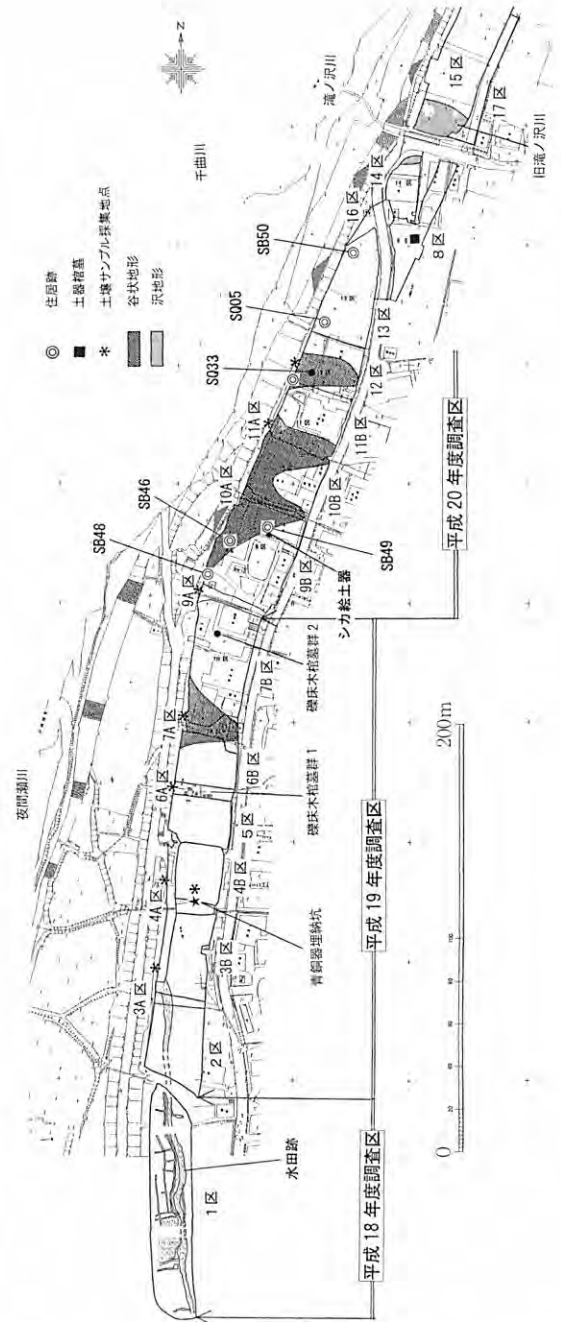 住居跡
土器棺墓
土壌サンプル採集地点
谷状地形
沢地形
Z
夜間瀬川
千曲川
滝ノ沢川
旧滝ノ沢川
1区
2区
3A区
3B区
4A区
4B区
5区
6A区
6B区
7A区
7B区
9A区
9B区
10A区
10B区
11A区
11B区
12区
13区
8区
14区
16区
15区
17区
SB48
SB46
SB49
SQ33
SQ05
SB50
水田跡
青銅器埋納坑
礫床木棺墓群1
礫床木棺墓群2
シカ絵土器
平成18年度調査区
平成19年度調査区
平成20年度調査区
0
20
100
200m